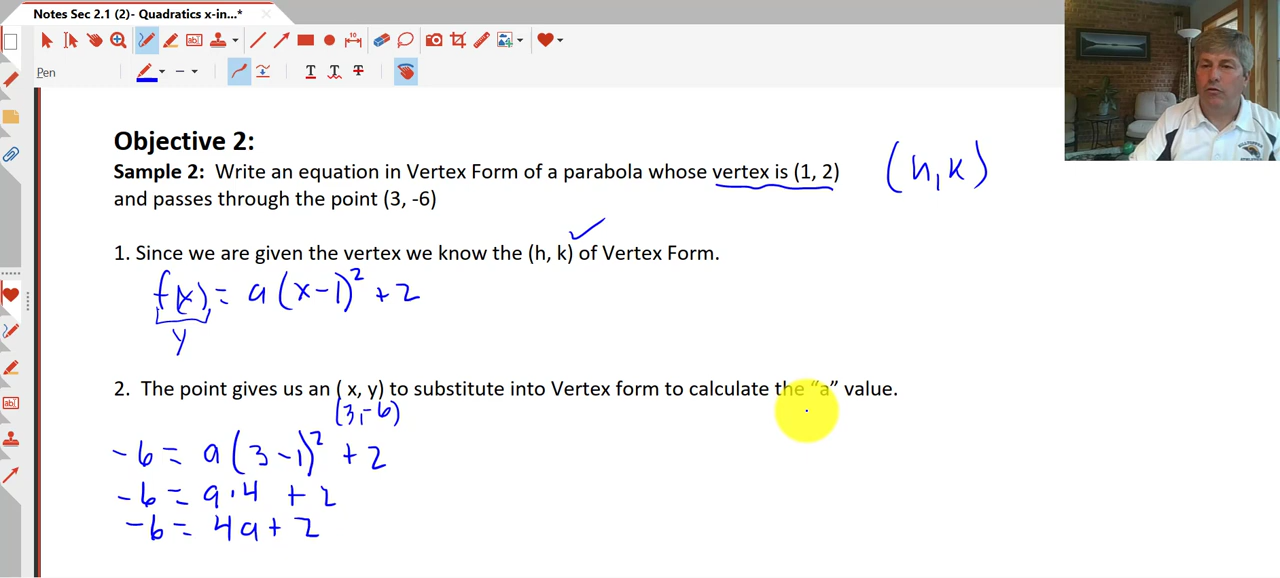 Notes Sec 2.1 (2)- Quadratics x-in...*
Pen
Objective 2:
Sample 2: Write an equation in Vertex Form of a parabola whose vertex is (1, 2)
and passes through the point (3, -6)
(h, k)
1. Since we are given the vertex we know the (h, k) of Vertex Form.
f(x) = a(x-1)² + 2
y
2. The point gives us an ( x, y) to substitute into Vertex form to calculate the “a” value.
(3, -6)
-6 = a(3-1)² + 2
-6 = a·4 + 2
-6 = 4a + 2